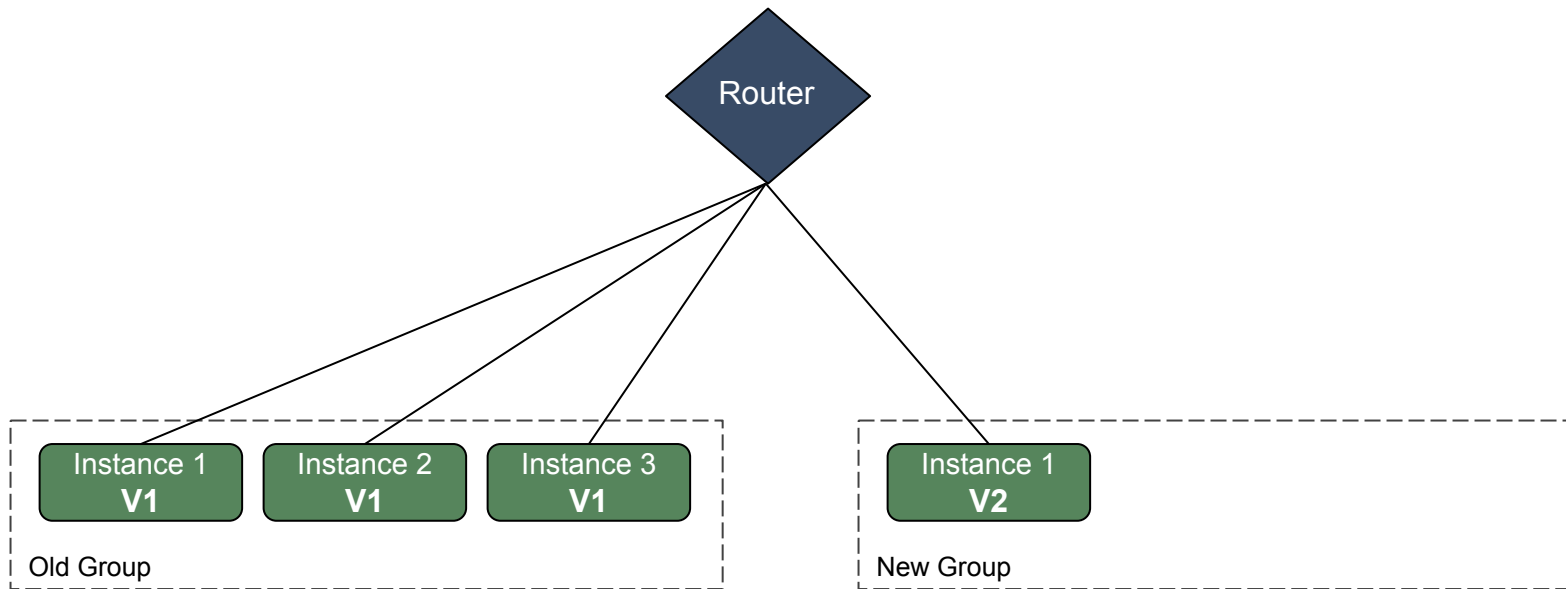 Router
Instance 1
V1
Instance 2
V1
Instance 3
V1
Old Group
Instance 1
V2
New Group